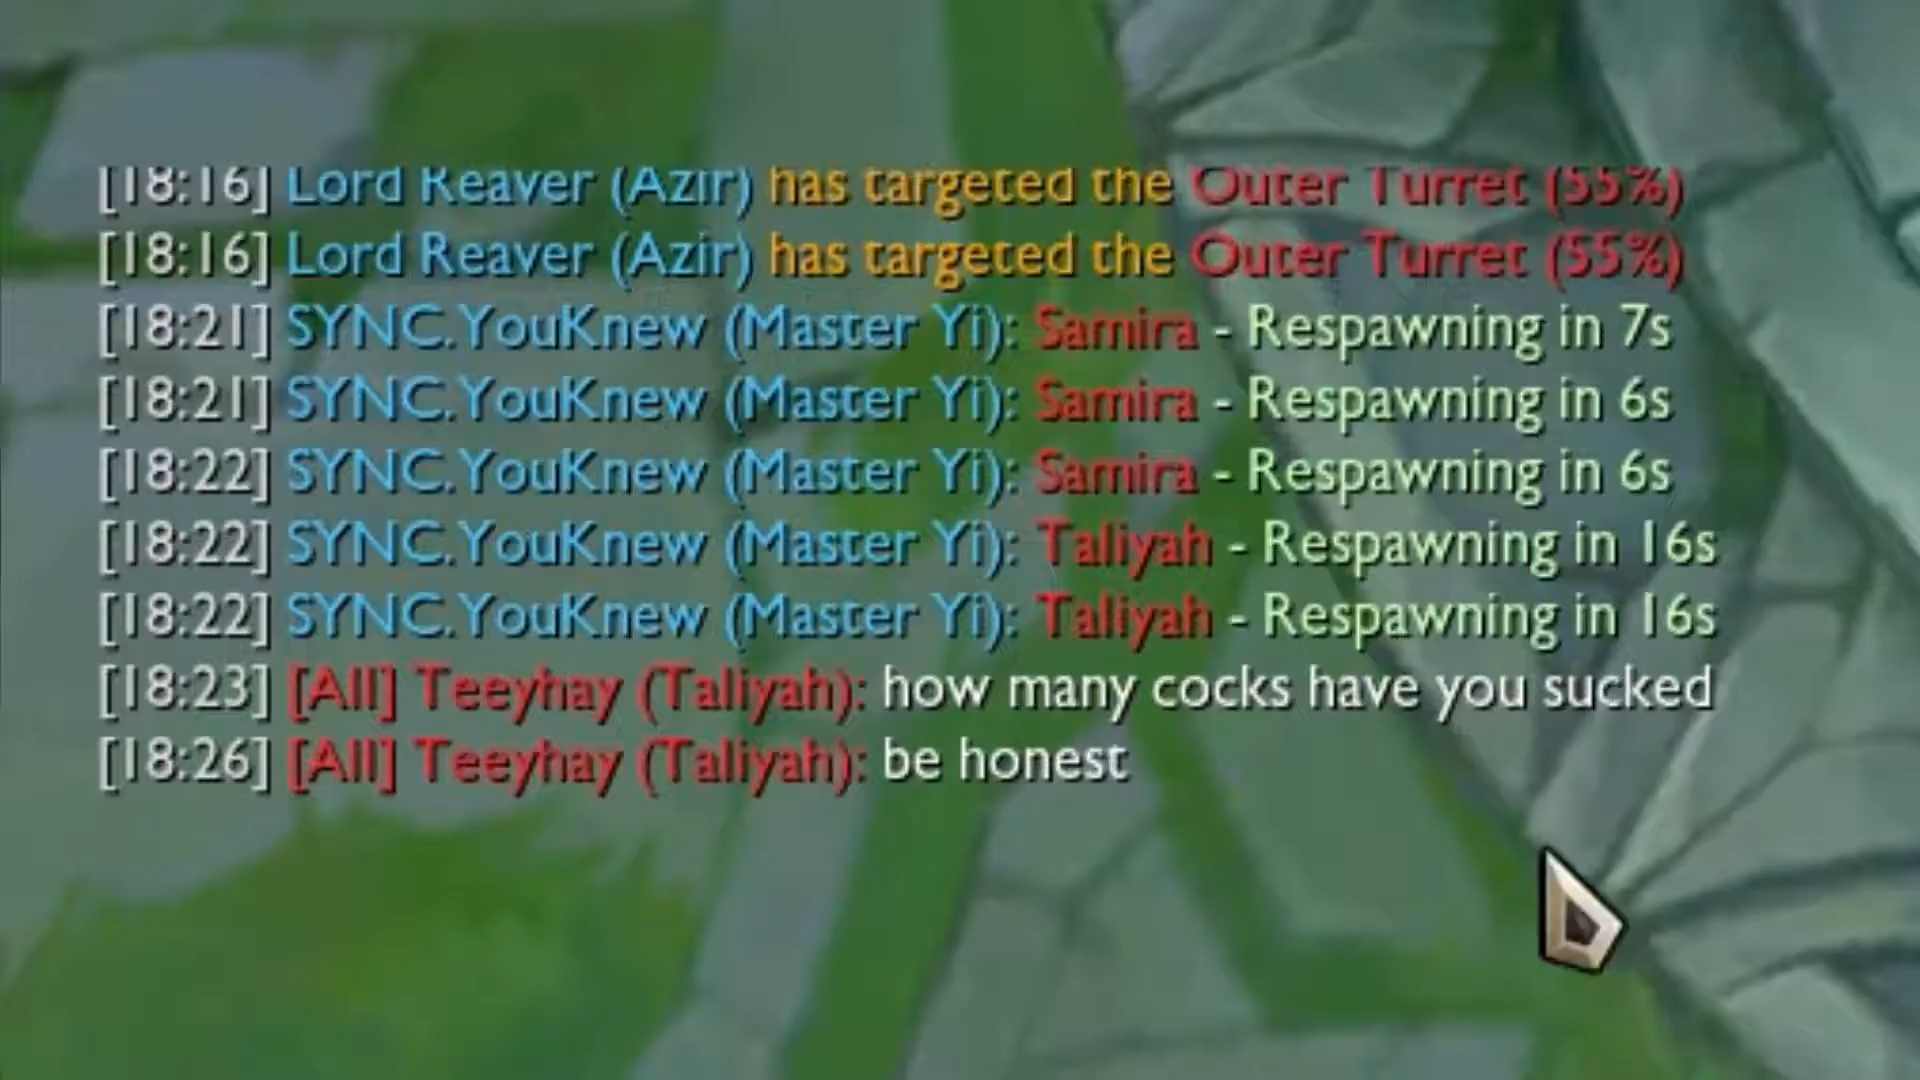 [18:16] Lord Reaver (Azir) has targeted the Outer Turret (55%)
[18:16] Lord Reaver (Azir) has targeted the Outer Turret (55%)
[18:21] SYNC.YouKnew (Master Yi): Samira - Respawning in 7s
[18:21] SYNC.YouKnew (Master Yi): Samira - Respawning in 6s
[18:22] SYNC.YouKnew (Master Yi): Samira - Respawning in 6s
[18:22] SYNC.YouKnew (Master Yi): Taliyah - Respawning in 16s
[18:22] SYNC.YouKnew (Master Yi): Taliyah - Respawning in 16s
[18:23] [All] Teeyhay (Taliyah): how many cocks have you sucked
[18:26] [All] Teeyhay (Taliyah): be honest